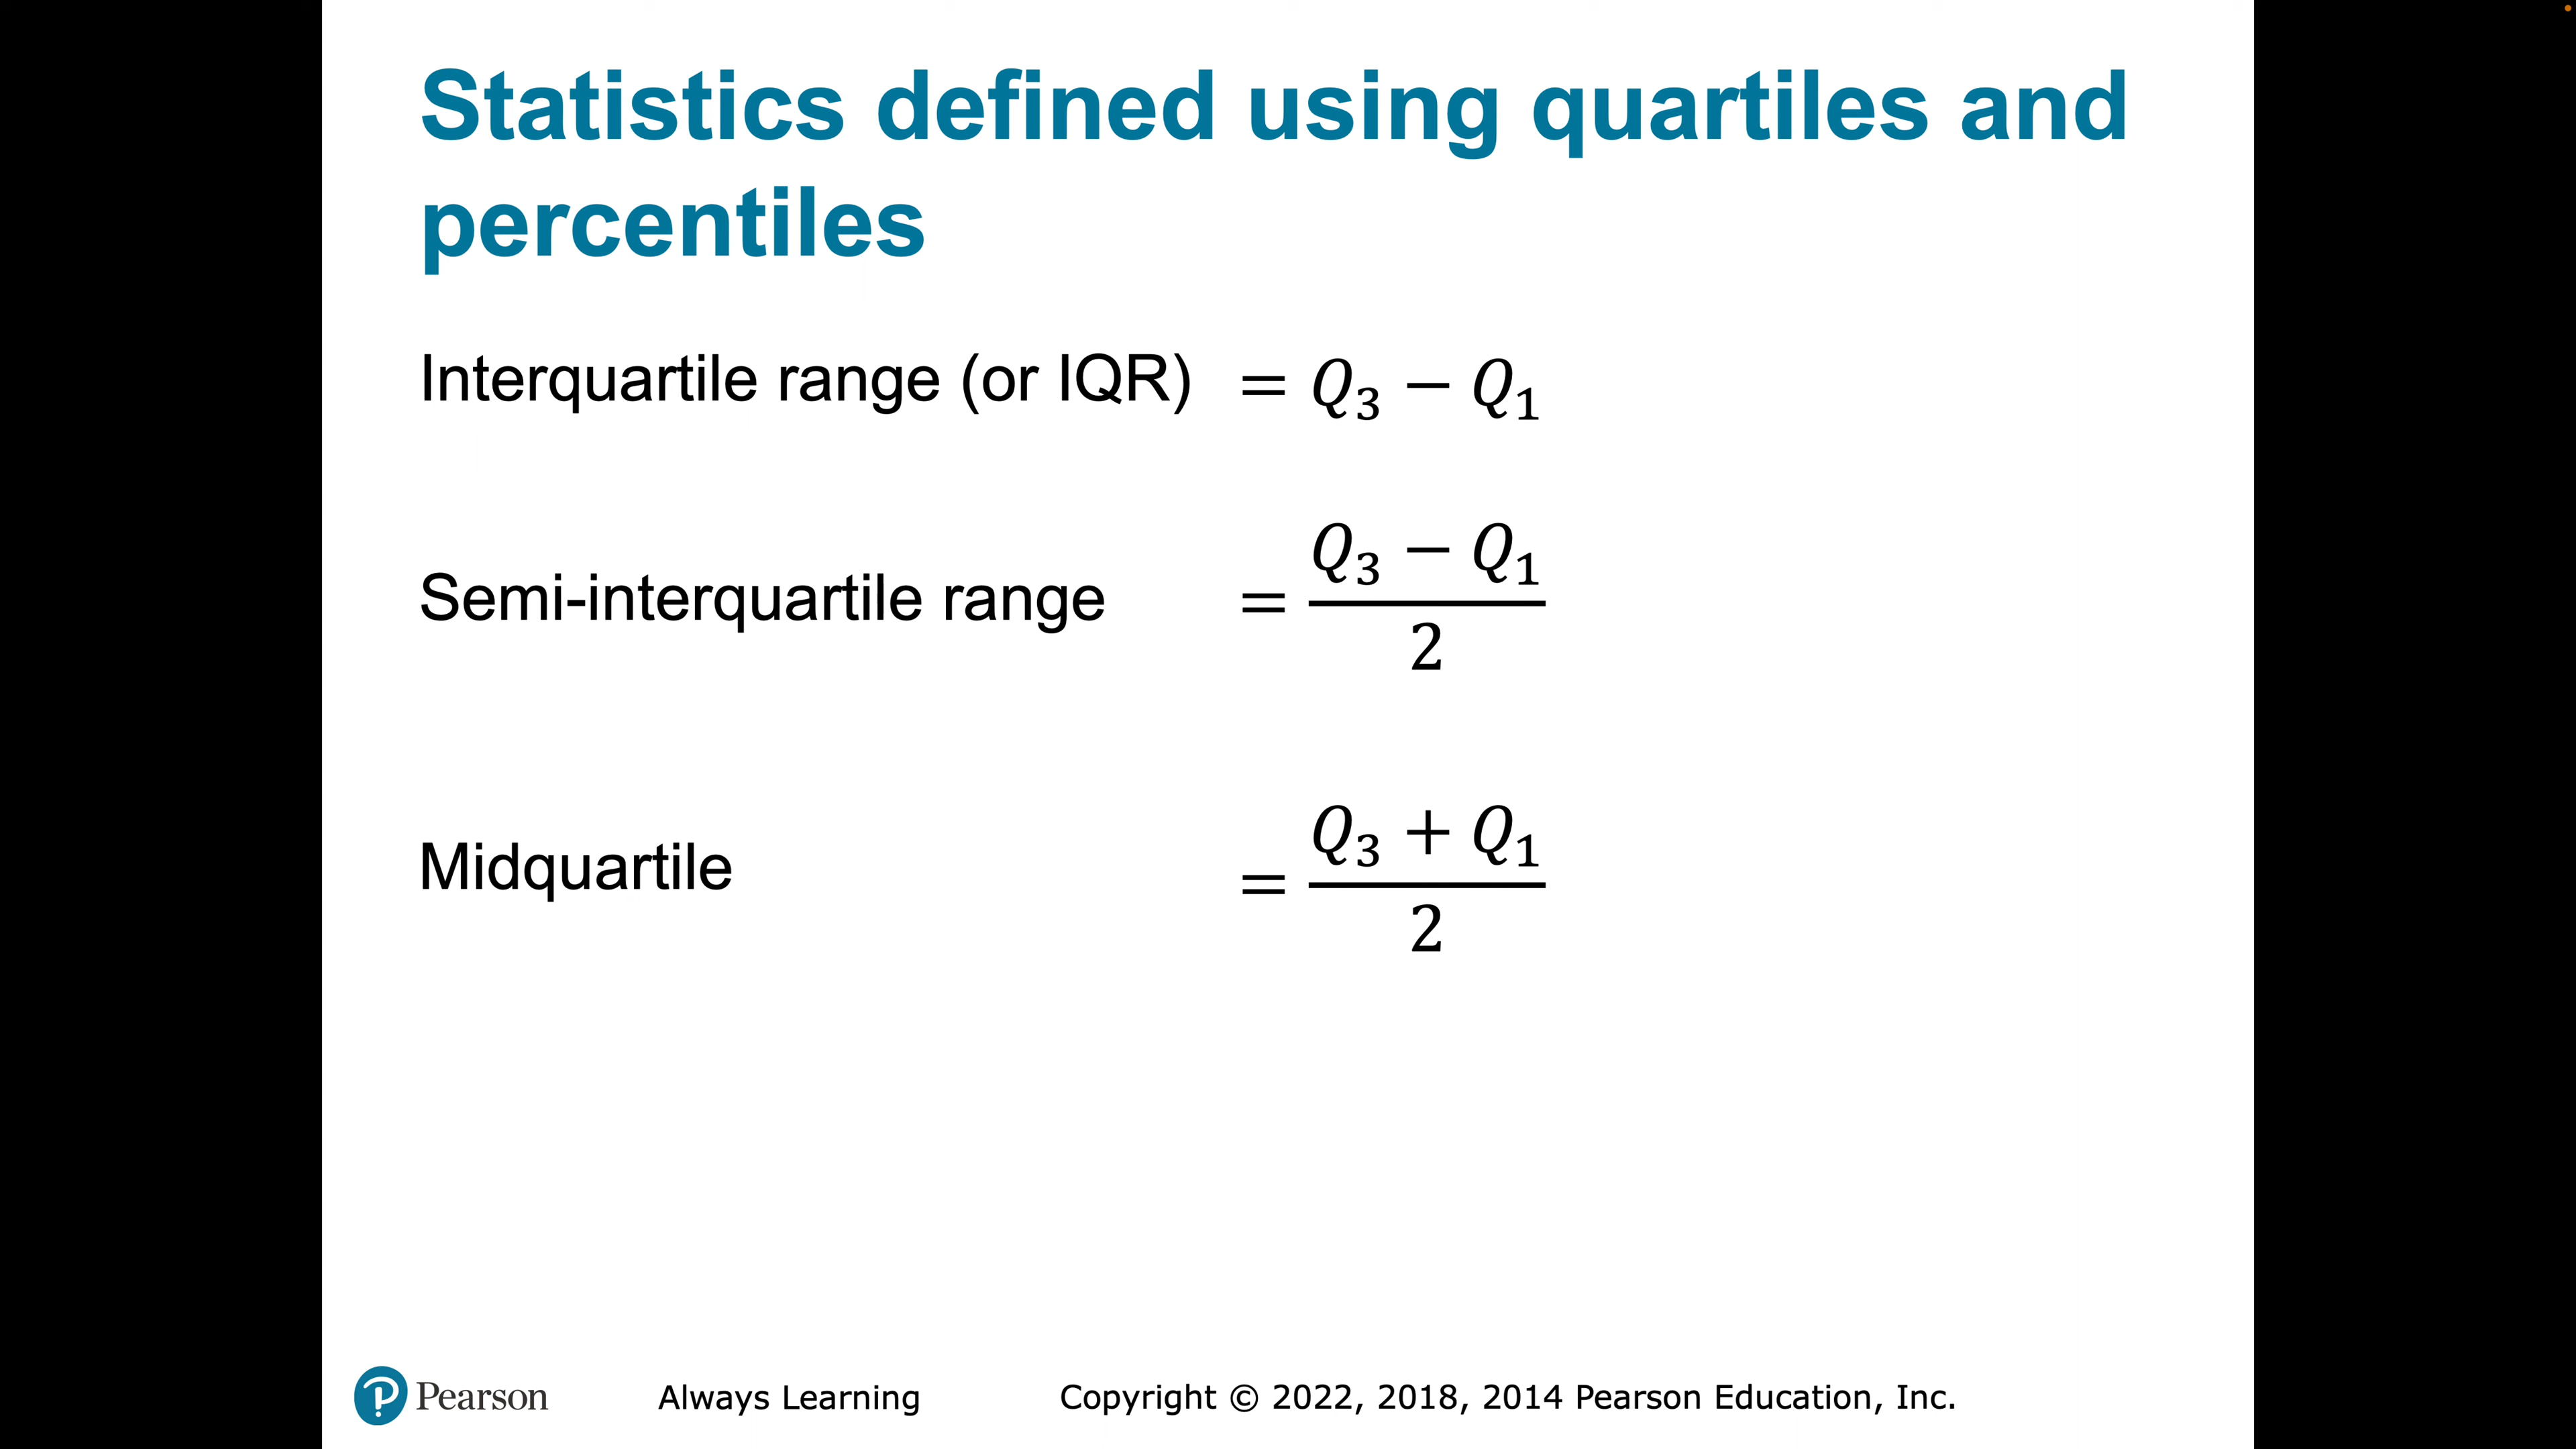 Statistics defined using quartiles and
percentiles
Interquartile range (or IQR) = Q₃ − Q₁
Semi-interquartile range = (Q₃ − Q₁)/2
Midquartile = (Q₃ + Q₁)/2
Pearson Always Learning Copyright © 2022, 2018, 2014 Pearson Education, Inc.